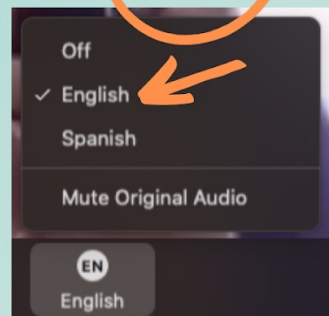 Off
✓ English
Spanish
Mute Original Audio
EN
English